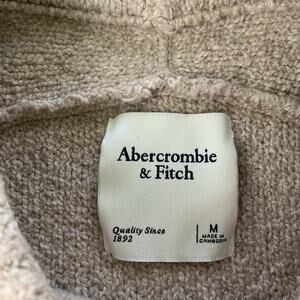 Abercrombie
& Fitch
Quality Since
1892
M
MADE IN
CAMBODIA